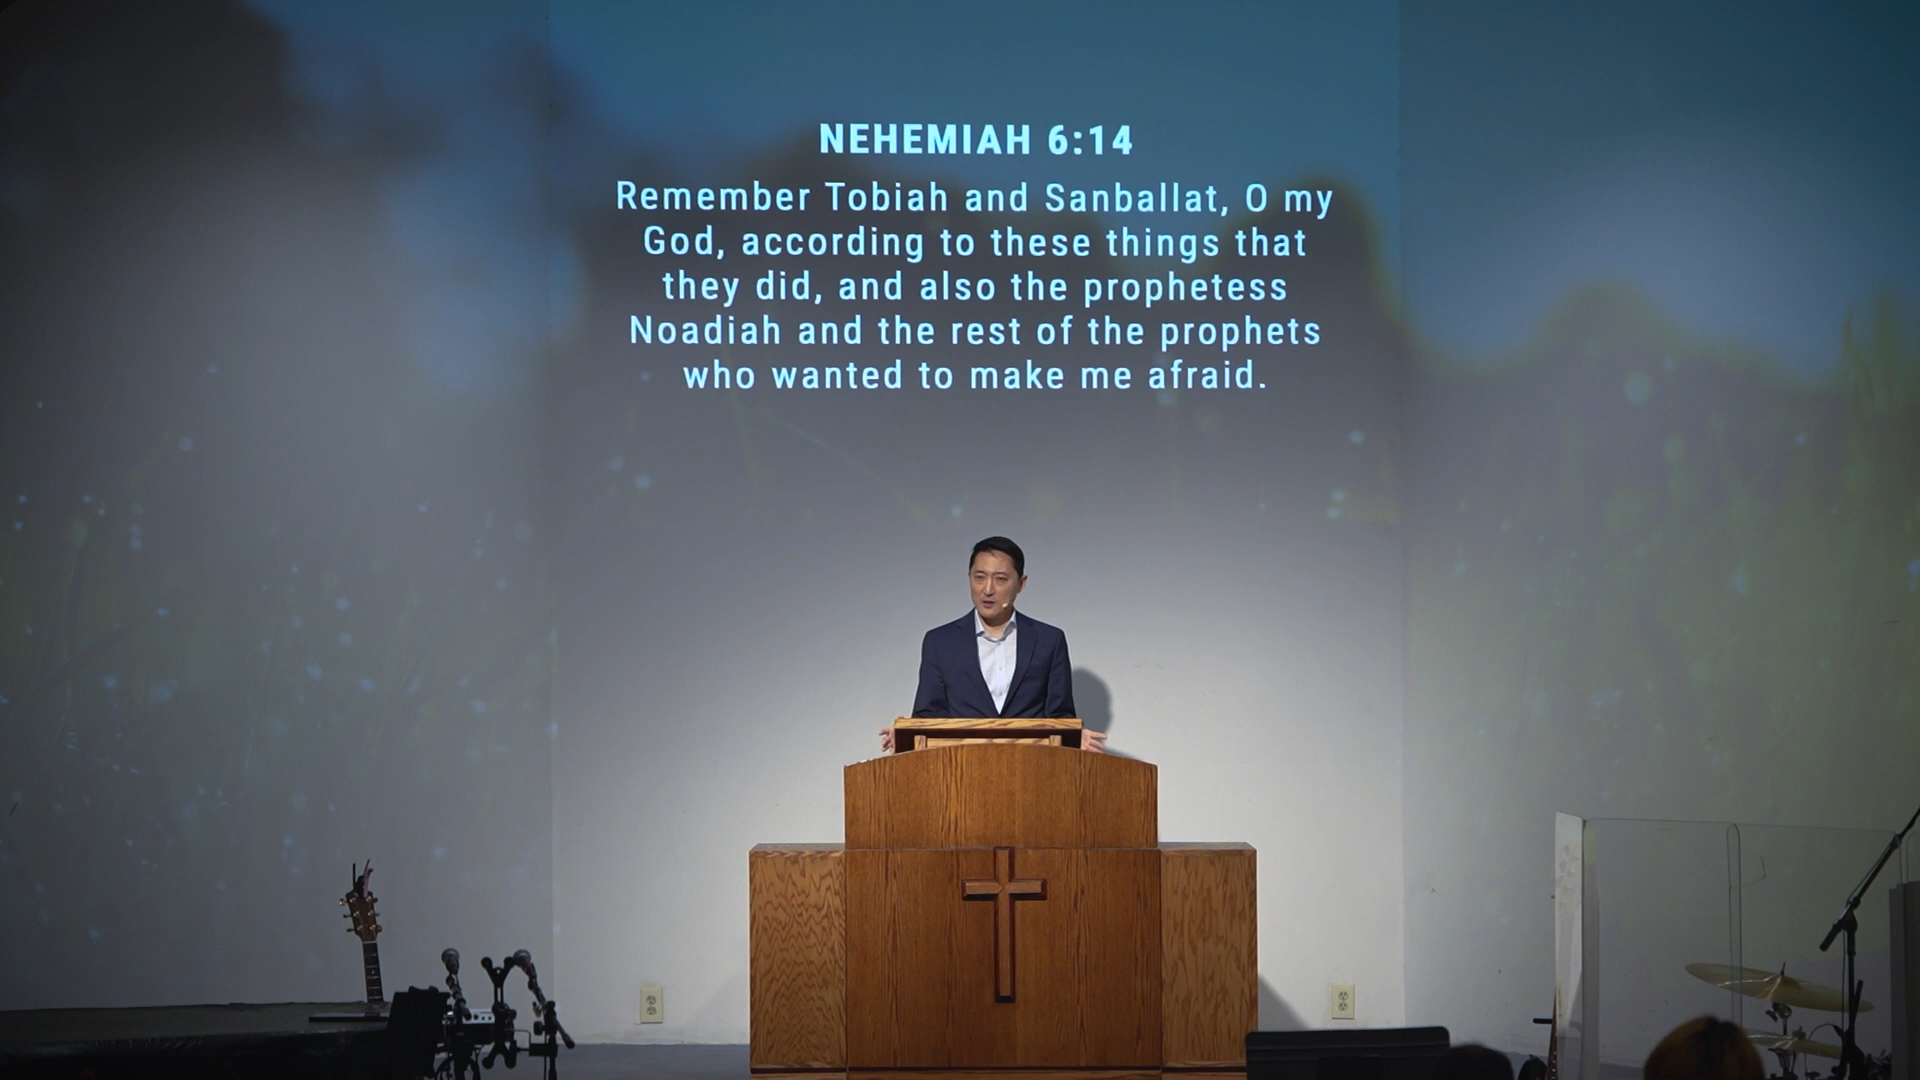 NEHEMIAH 6:14
Remember Tobiah and Sanballat, O my
God, according to these things that
they did, and also the prophetess
Noadiah and the rest of the prophets
who wanted to make me afraid.